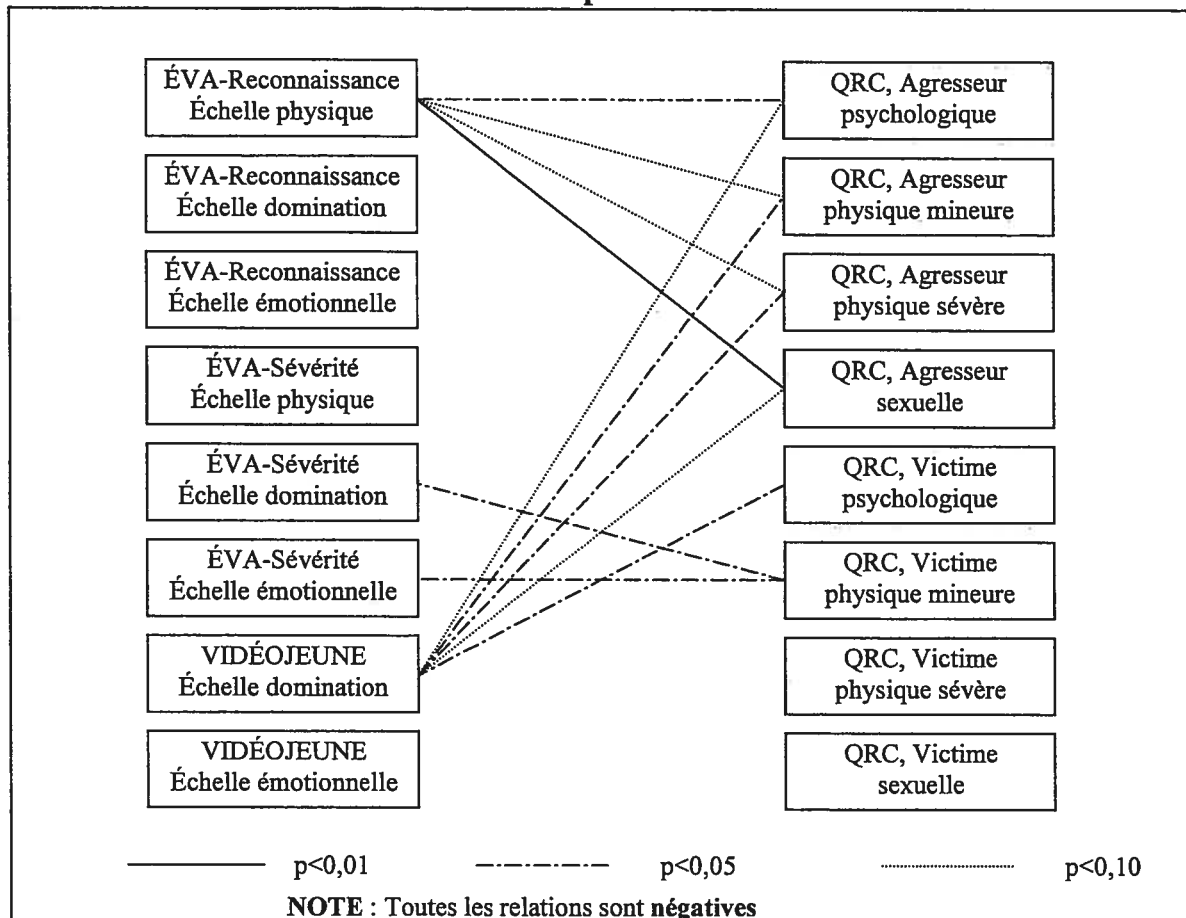 ÉVA-Reconnaissance
Échelle physique
ÉVA-Reconnaissance
Échelle domination
ÉVA-Reconnaissance
Échelle émotionnelle
ÉVA-Sévérité
Échelle physique
ÉVA-Sévérité
Échelle domination
ÉVA-Sévérité
Échelle émotionnelle
VIDÉOJEUNE
Échelle domination
VIDÉOJEUNE
Échelle émotionnelle
QRC, Agresseur
psychologique
QRC, Agresseur
physique mineure
QRC, Agresseur
physique sévère
QRC, Agresseur
sexuelle
QRC, Victime
psychologique
QRC, Victime
physique mineure
QRC, Victime
physique sévère
QRC, Victime
sexuelle
p<0,01 p<0,05 p<0,10
NOTE : Toutes les relations sont négatives